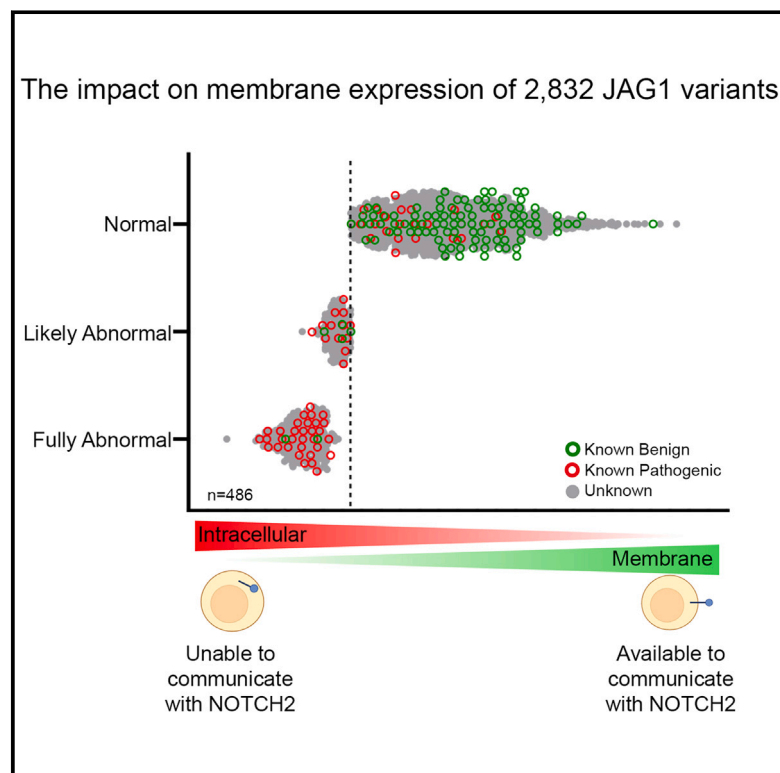 The impact on membrane expression of 2,832 JAG1 variants
Normal
Likely Abnormal
Fully Abnormal
Known Benign
Known Pathogenic
Unknown
n=486
Intracellular
Membrane
Unable to
communicate
with NOTCH2
Available to
communicate
with NOTCH2